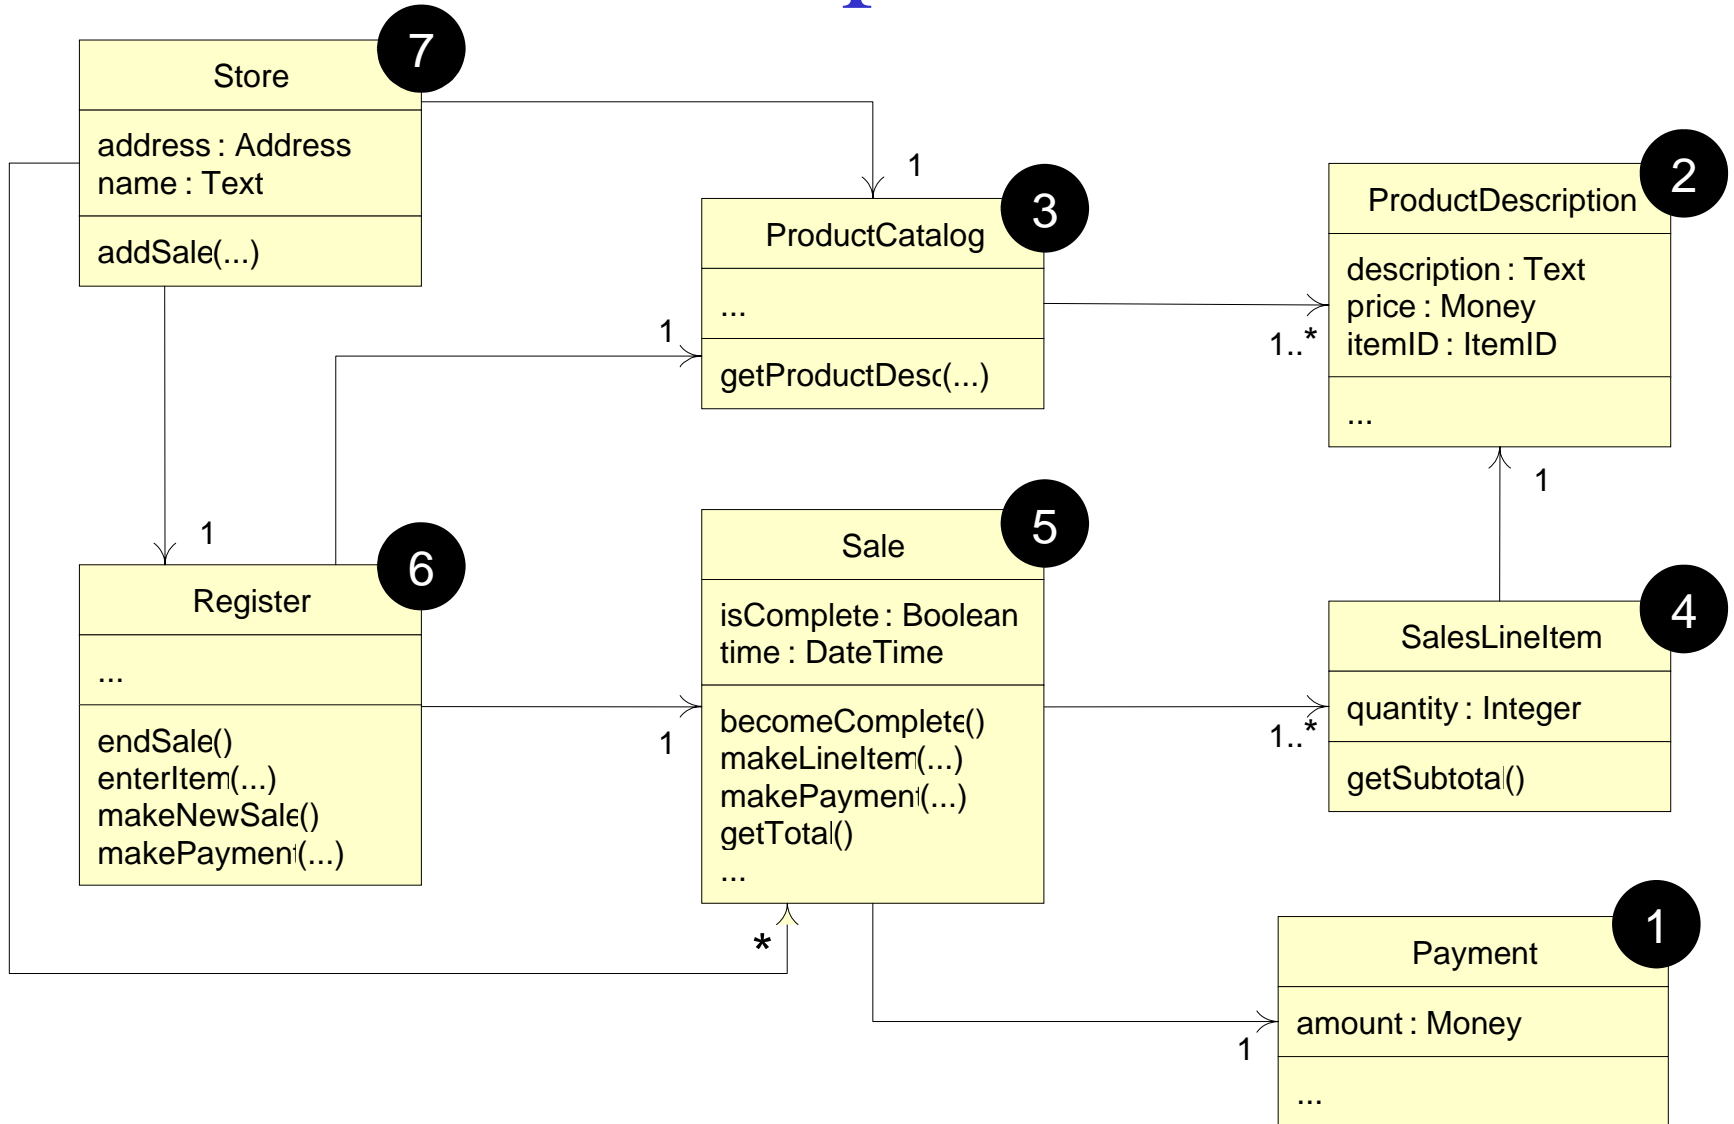 7
Store
address : Address
name : Text
addSale(...)
1
3
ProductCatalog
...
getProductDesc(...)
1
2
ProductDescription
description : Text
price : Money
itemID : ItemID
...
1..*
1
1
6
Register
...
endSale()
enterItem(...)
makeNewSale()
makePayment(...)
5
Sale
isComplete : Boolean
time : DateTime
becomeComplete()
makeLineItem(...)
makePayment(...)
getTotal()
...
1
*
4
SalesLineItem
quantity : Integer
getSubtotal()
1..*
1
Payment
amount : Money
...
1